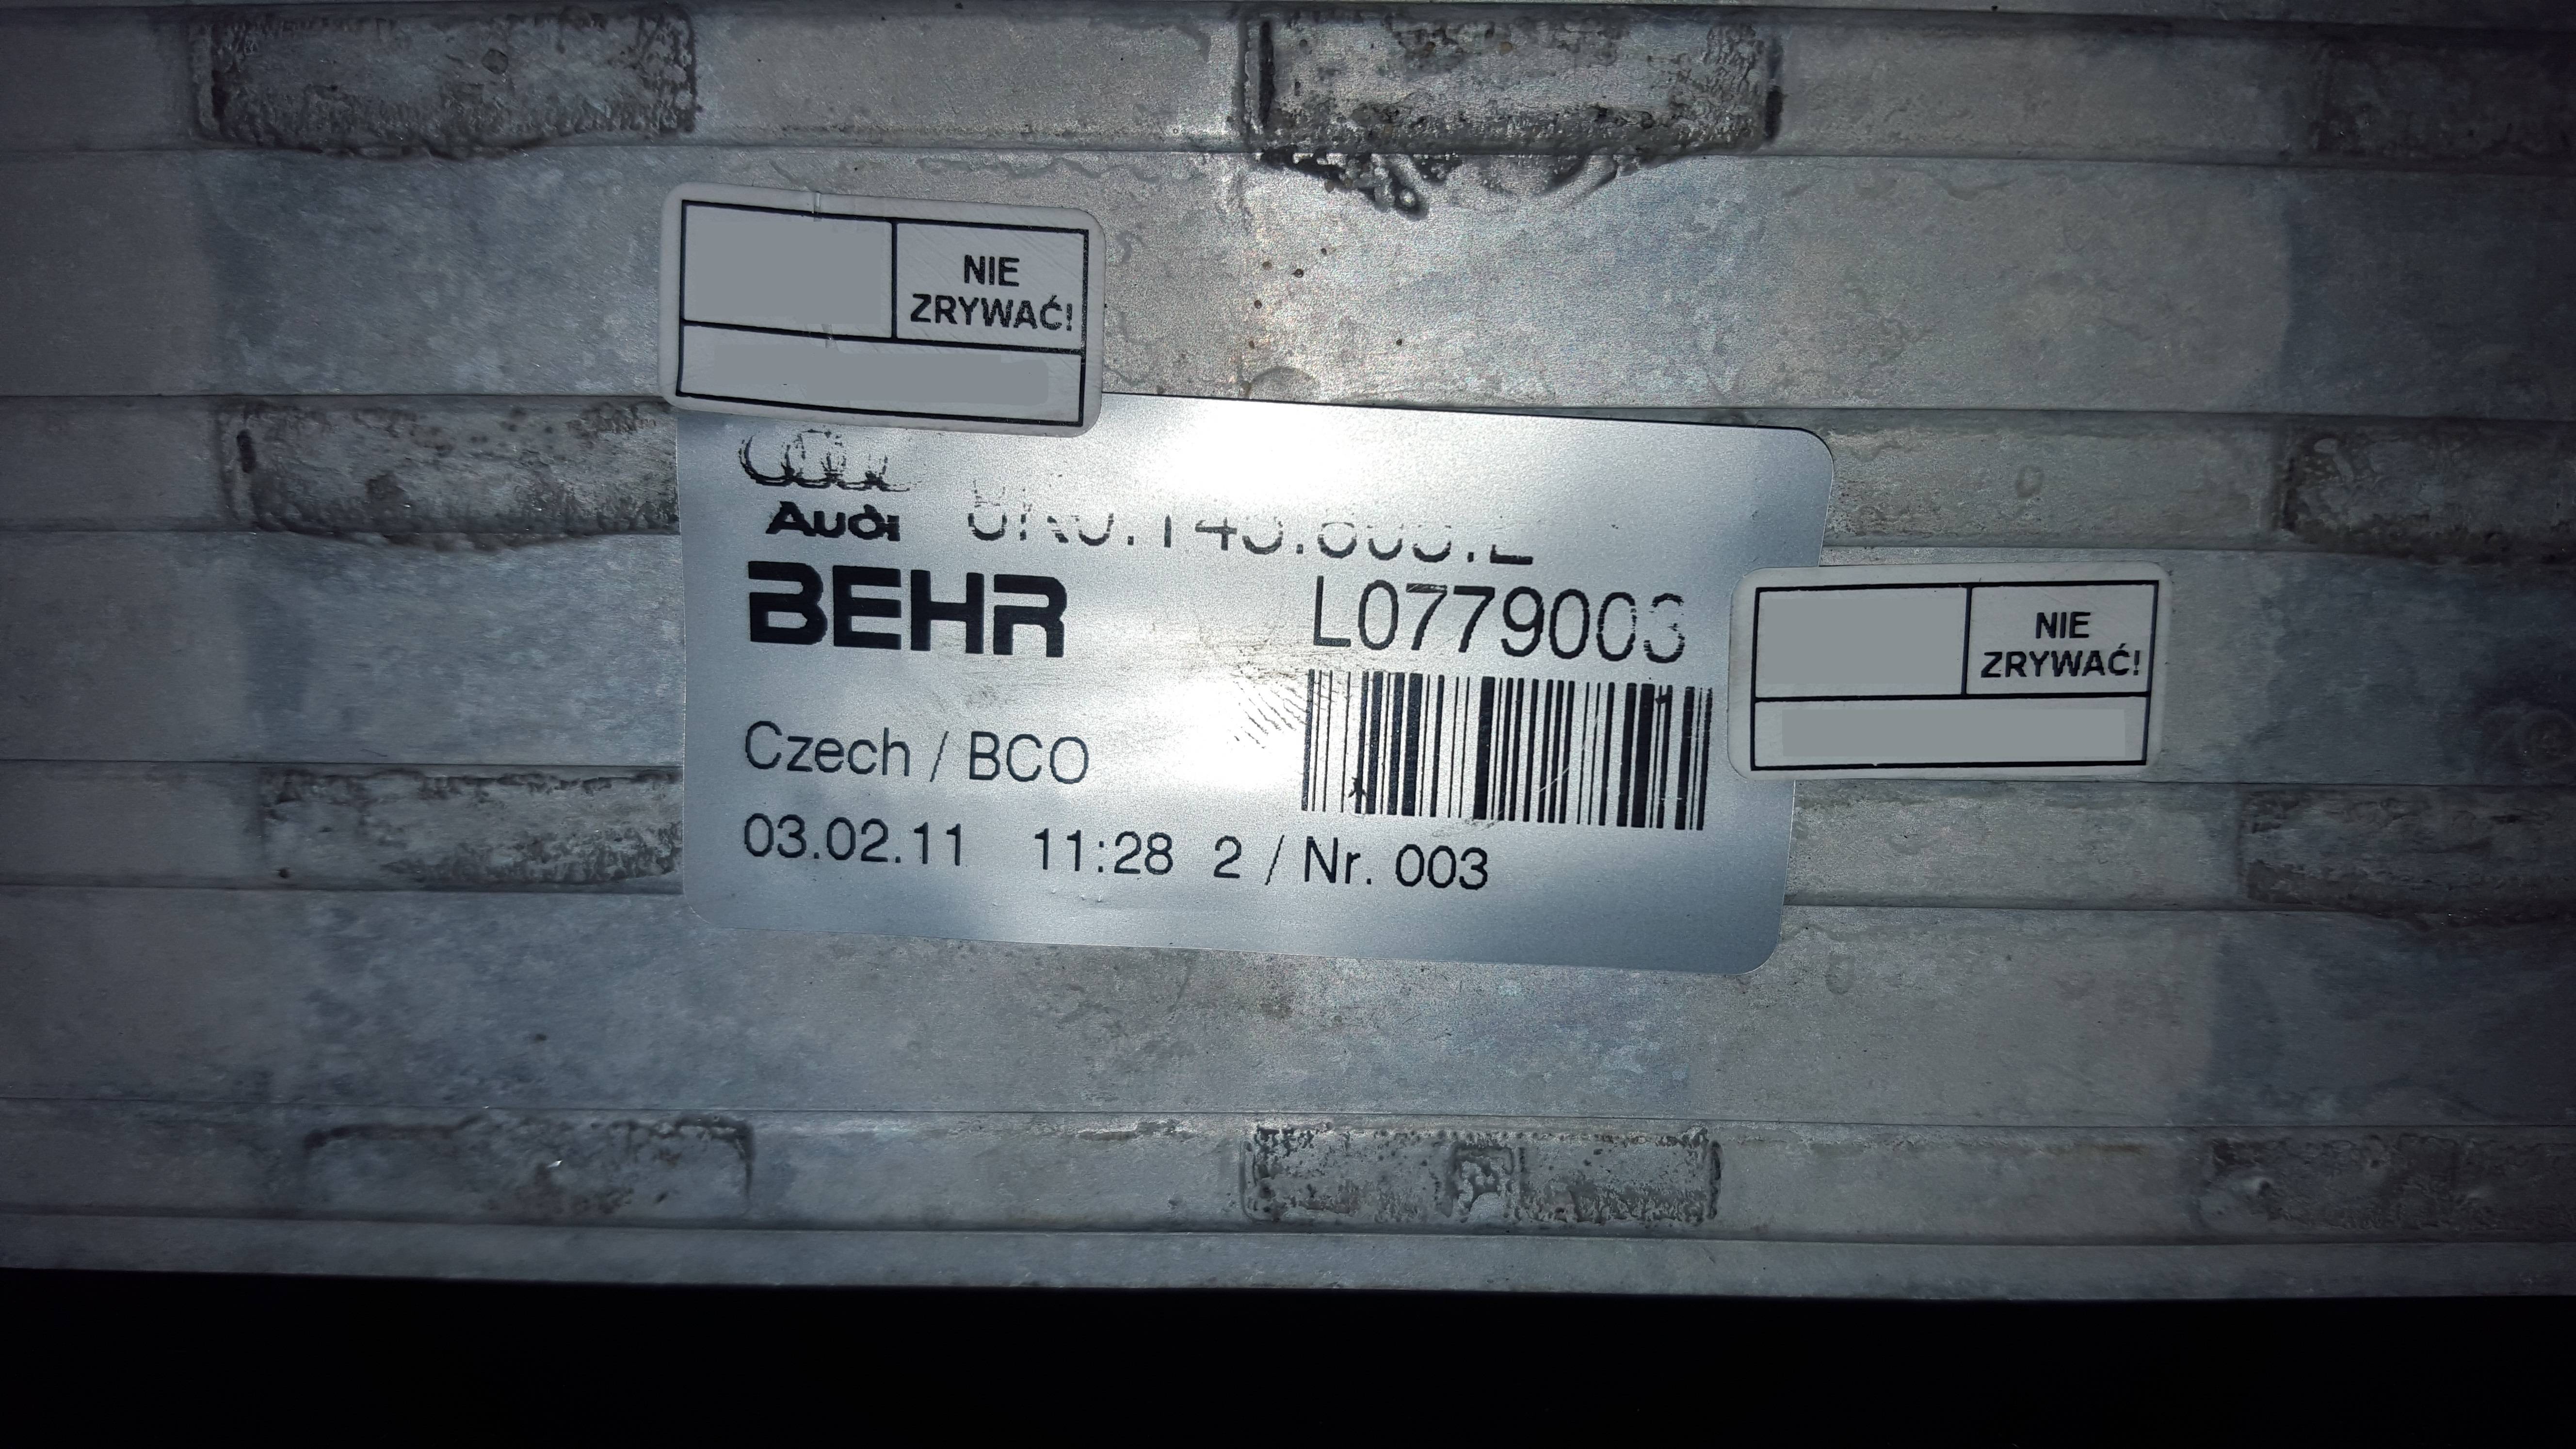 NIE
ZRYWAĆ!
Audi
BEHR
L0779003
NIE
ZRYWAĆ!
Czech / BCO
03.02.11 11:28 2 / Nr. 003